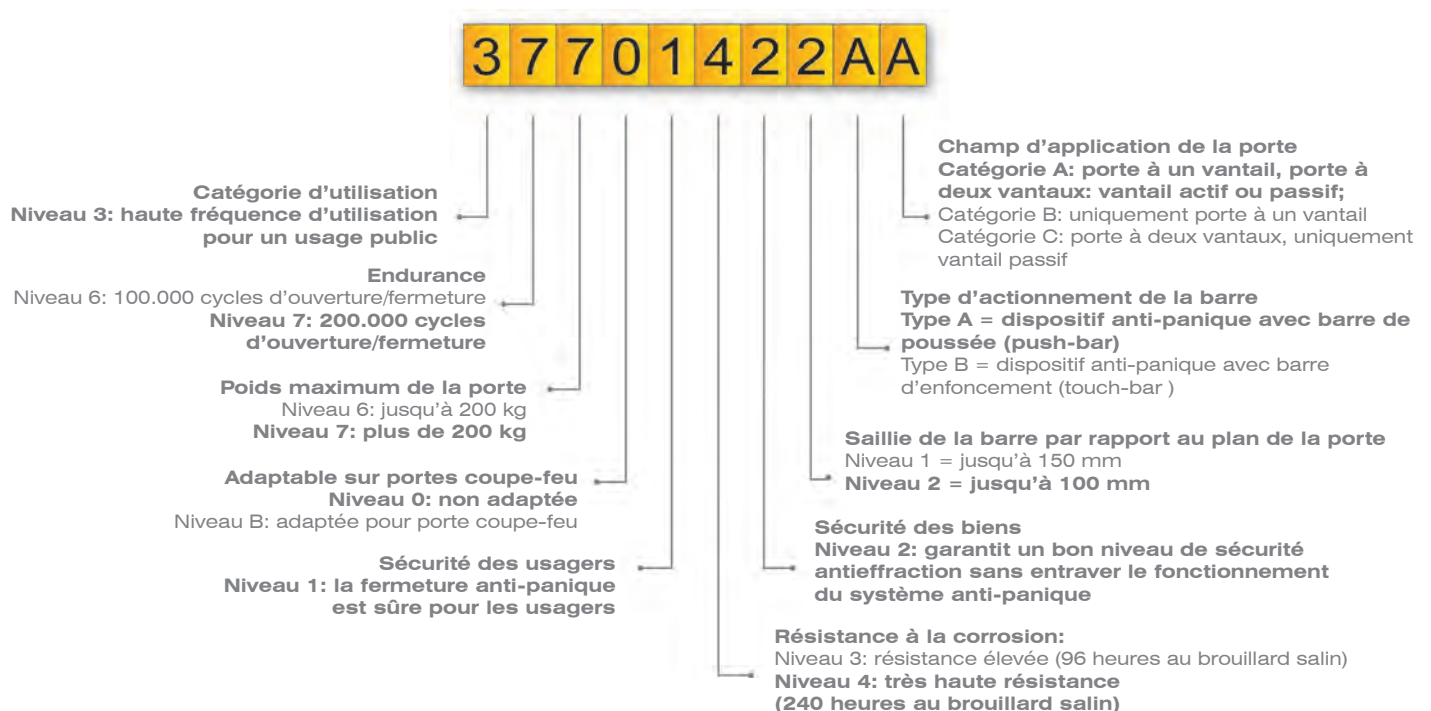 37701422AA
Catégorie d'utilisation
Niveau 3: haute fréquence d'utilisation
pour un usage public
Endurance
Niveau 6: 100.000 cycles d'ouverture/fermeture
Niveau 7: 200.000 cycles
d'ouverture/fermeture
Poids maximum de la porte
Niveau 6: jusqu'à 200 kg
Niveau 7: plus de 200 kg
Adaptable sur portes coupe-feu
Niveau 0: non adaptée
Niveau B: adaptée pour porte coupe-feu
Sécurité des usagers
Niveau 1: la fermeture anti-panique
est sûre pour les usagers
Champ d'application de la porte
Catégorie A: porte à un vantail, porte à
deux vantaux: vantail actif ou passif;
Catégorie B: uniquement porte à un vantail
Catégorie C: porte à deux vantaux, uniquement
vantail passif
Type d'actionnement de la barre
Type A = dispositif anti-panique avec barre de
poussée (push-bar)
Type B = dispositif anti-panique avec barre
d'enfoncement (touch-bar )
Saillie de la barre par rapport au plan de la porte
Niveau 1 = jusqu'à 150 mm
Niveau 2 = jusqu'à 100 mm
Sécurité des biens
Niveau 2: garantit un bon niveau de sécurité
antieffraction sans entraver le fonctionnement
du système anti-panique
Résistance à la corrosion:
Niveau 3: résistance élevée (96 heures au brouillard salin)
Niveau 4: très haute résistance
(240 heures au brouillard salin)